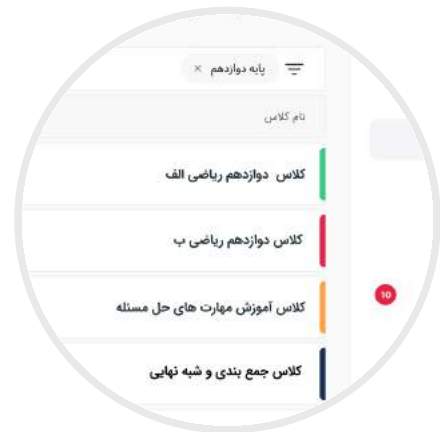 پایه دوازدهم ×
نام کلاس
کلاس دوازدهم ریاضی الف
کلاس دوازدهم ریاضی ب
10
کلاس آموزش مهارت های حل مسئله
کلاس جمع بندی و شبه نهایی